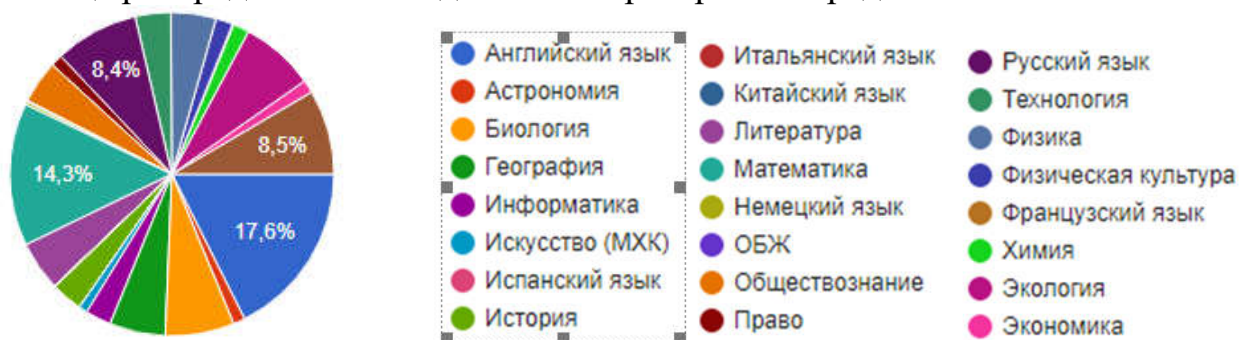 8,4%
8,5%
14,3%
17,6%
Английский язык
Астрономия
Биология
География
Информатика
Искусство (МХК)
Испанский язык
История
Итальянский язык
Китайский язык
Литература
Математика
Немецкий язык
ОБЖ
Обществознание
Право
Русский язык
Технология
Физика
Физическая культура
Французский язык
Химия
Экология
Экономика